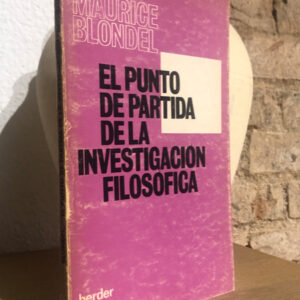 MAURICE
BLONDEL
EL PUNTO
DE PARTIDA
DE LA
INVESTIGACION
FILOSOFICA
herder